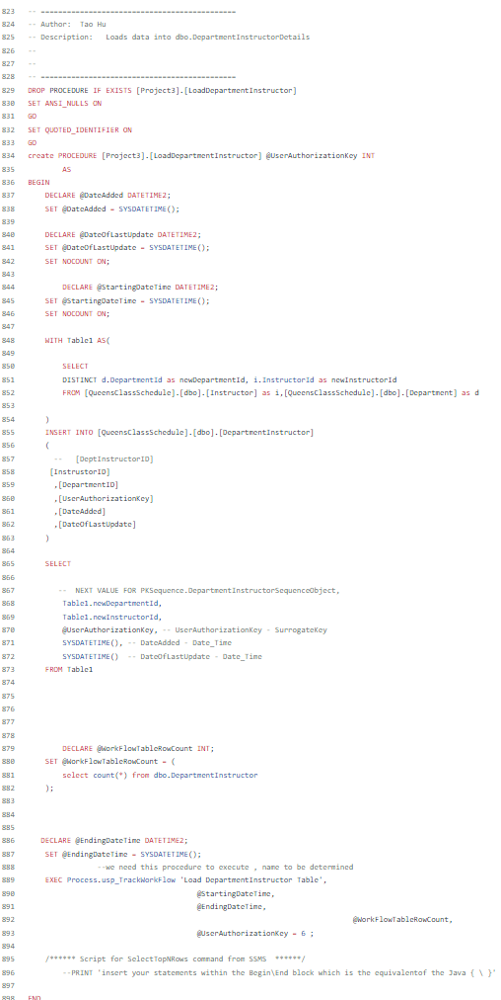 823 -- =============================================
824 -- Author: Tao Hu
825 -- Description: Loads data into dbo.DepartmentInstructorDetails
826 --
827 --
828 -- =============================================
829 DROP PROCEDURE IF EXISTS [Project3].[LoadDepartmentInstructor]
830 SET ANSI_NULLS ON
831 GO
832 SET QUOTED_IDENTIFIER ON
833 GO
834 create PROCEDURE [Project3].[LoadDepartmentInstructor] @UserAuthorizationKey INT
835 AS
836 BEGIN
837 DECLARE @DateAdded DATETIME2;
838 SET @DateAdded = SYSDATETIME();
839
840 DECLARE @DateOfLastUpdate DATETIME2;
841 SET @DateOfLastUpdate = SYSDATETIME();
842 SET NOCOUNT ON;
843
844 DECLARE @StartingDateTime DATETIME2;
845 SET @StartingDateTime = SYSDATETIME();
846 SET NOCOUNT ON;
847
848 WITH Table1 AS(
849
850 SELECT
851 DISTINCT d.DepartmentId as newDepartmentId, i.InstructorId as newInstructorId
852 FROM [QueensClassSchedule].[dbo].[Instructor] as i,[QueensClassSchedule].[dbo].[Department] as d
853
854 )
855 INSERT INTO [QueensClassSchedule].[dbo].[DepartmentInstructor]
856 (
857 -- [DeptInstructorID]
858 [InstrustorID]
859 ,[DepartmentID]
860 ,[UserAuthorizationKey]
861 ,[DateAdded]
862 ,[DateOfLastUpdate]
863 )
864
865 SELECT
866
867 -- NEXT VALUE FOR PKSequence.DepartmentInstructorSequenceObject,
868 Table1.newDepartmentId,
869 Table1.newInstructorId,
870 @UserAuthorizationKey, -- UserAuthorizationKey - SurrogateKey
871 SYSDATETIME(), -- DateAdded - Date_Time
872 SYSDATETIME() -- DateOfLastUpdate - Date_Time
873 FROM Table1
874
875
876
877
878
879 DECLARE @WorkFlowTableRowCount INT;
880 SET @WorkFlowTableRowCount = (
881 select count(*) from dbo.DepartmentInstructor
882 );
883
884
885
886 DECLARE @EndingDateTime DATETIME2;
887 SET @EndingDateTime = SYSDATETIME();
888 --we need this procedure to execute , name to be determined
889 EXEC Process.usp_TrackWorkFlow 'Load DepartmentInstructor Table',
890 @StartingDateTime,
891 @EndingDateTime,
892 @WorkFlowTableRowCount,
893 @UserAuthorizationKey = 6 ;
894
895 /****** Script for SelectTopNRows command from SSMS ******/
896 --PRINT 'insert your statements within the Begin\End block which is the equivalentof the Java { \ }'
897
898 END